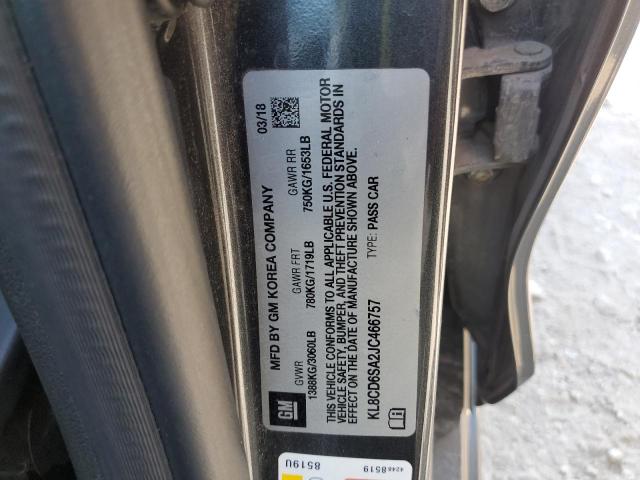 GM
MFD BY GM KOREA COMPANY 03/18
GVWR GAWR FRT GAWR RR
1388KG/3060LB 780KG/1719LB 750KG/1653LB
THIS VEHICLE CONFORMS TO ALL APPLICABLE U.S. FEDERAL MOTOR
VEHICLE SAFETY, BUMPER, AND THEFT PREVENTION STANDARDS IN
EFFECT ON THE DATE OF MANUFACTURE SHOWN ABOVE.
KL8CD6SA2JC466757 TYPE: PASS CAR
8519U
42468519